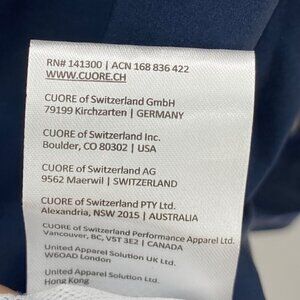 RN# 141300 | ACN 168 836 422
WWW.CUORE.CH
CUORE of Switzerland GmbH
79199 Kirchzarten | GERMANY
CUORE of Switzerland Inc.
Boulder, CO 80302 | USA
CUORE of Switzerland AG
9562 Maerwil | SWITZERLAND
CUORE of Switzerland PTY Ltd.
Alexandria, NSW 2015 | AUSTRALIA
CUORE of Switzerland Performance Apparel Ltd.
Vancouver, BC, V5T 3E2 | CANADA
United Apparel Solution UK Ltd.
W6OAD London
United Apparel Solution Ltd.
Hong Kong